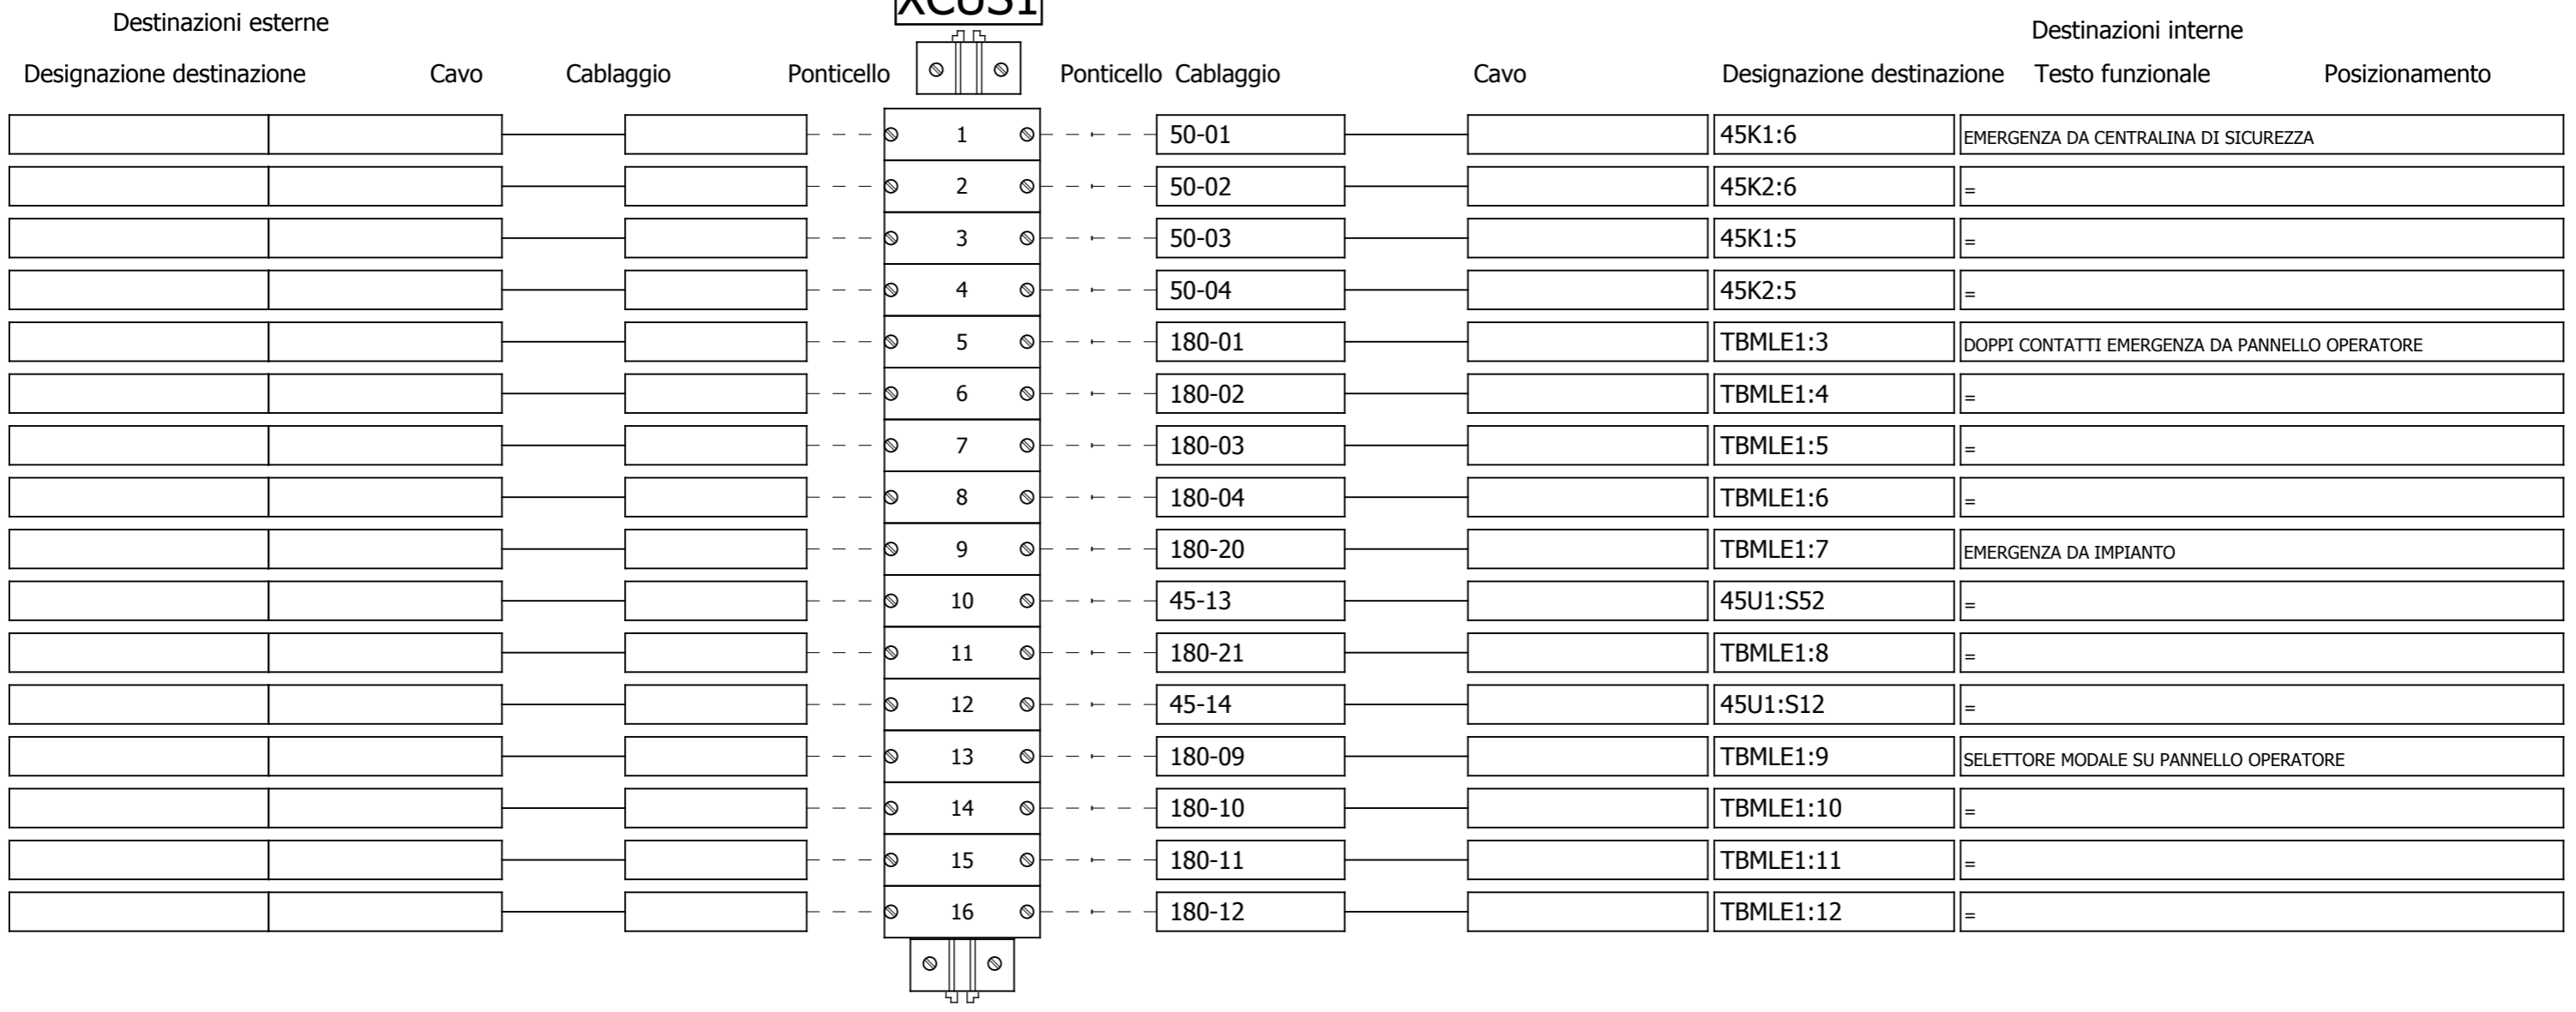 XCUS1
Destinazioni esterne
Destinazioni interne
Designazione destinazione Cavo Cablaggio Ponticello Ponticello Cablaggio Cavo Designazione destinazione Testo funzionale Posizionamento
1 50-01 45K1:6 EMERGENZA DA CENTRALINA DI SICUREZZA
2 50-02 45K2:6 =
3 50-03 45K1:5 =
4 50-04 45K2:5 =
5 180-01 TBMLE1:3 DOPPI CONTATTI EMERGENZA DA PANNELLO OPERATORE
6 180-02 TBMLE1:4 =
7 180-03 TBMLE1:5 =
8 180-04 TBMLE1:6 =
9 180-20 TBMLE1:7 EMERGENZA DA IMPIANTO
10 45-13 45U1:S52 =
11 180-21 TBMLE1:8 =
12 45-14 45U1:S12 =
13 180-09 TBMLE1:9 SELETTORE MODALE SU PANNELLO OPERATORE
14 180-10 TBMLE1:10 =
15 180-11 TBMLE1:11 =
16 180-12 TBMLE1:12 =